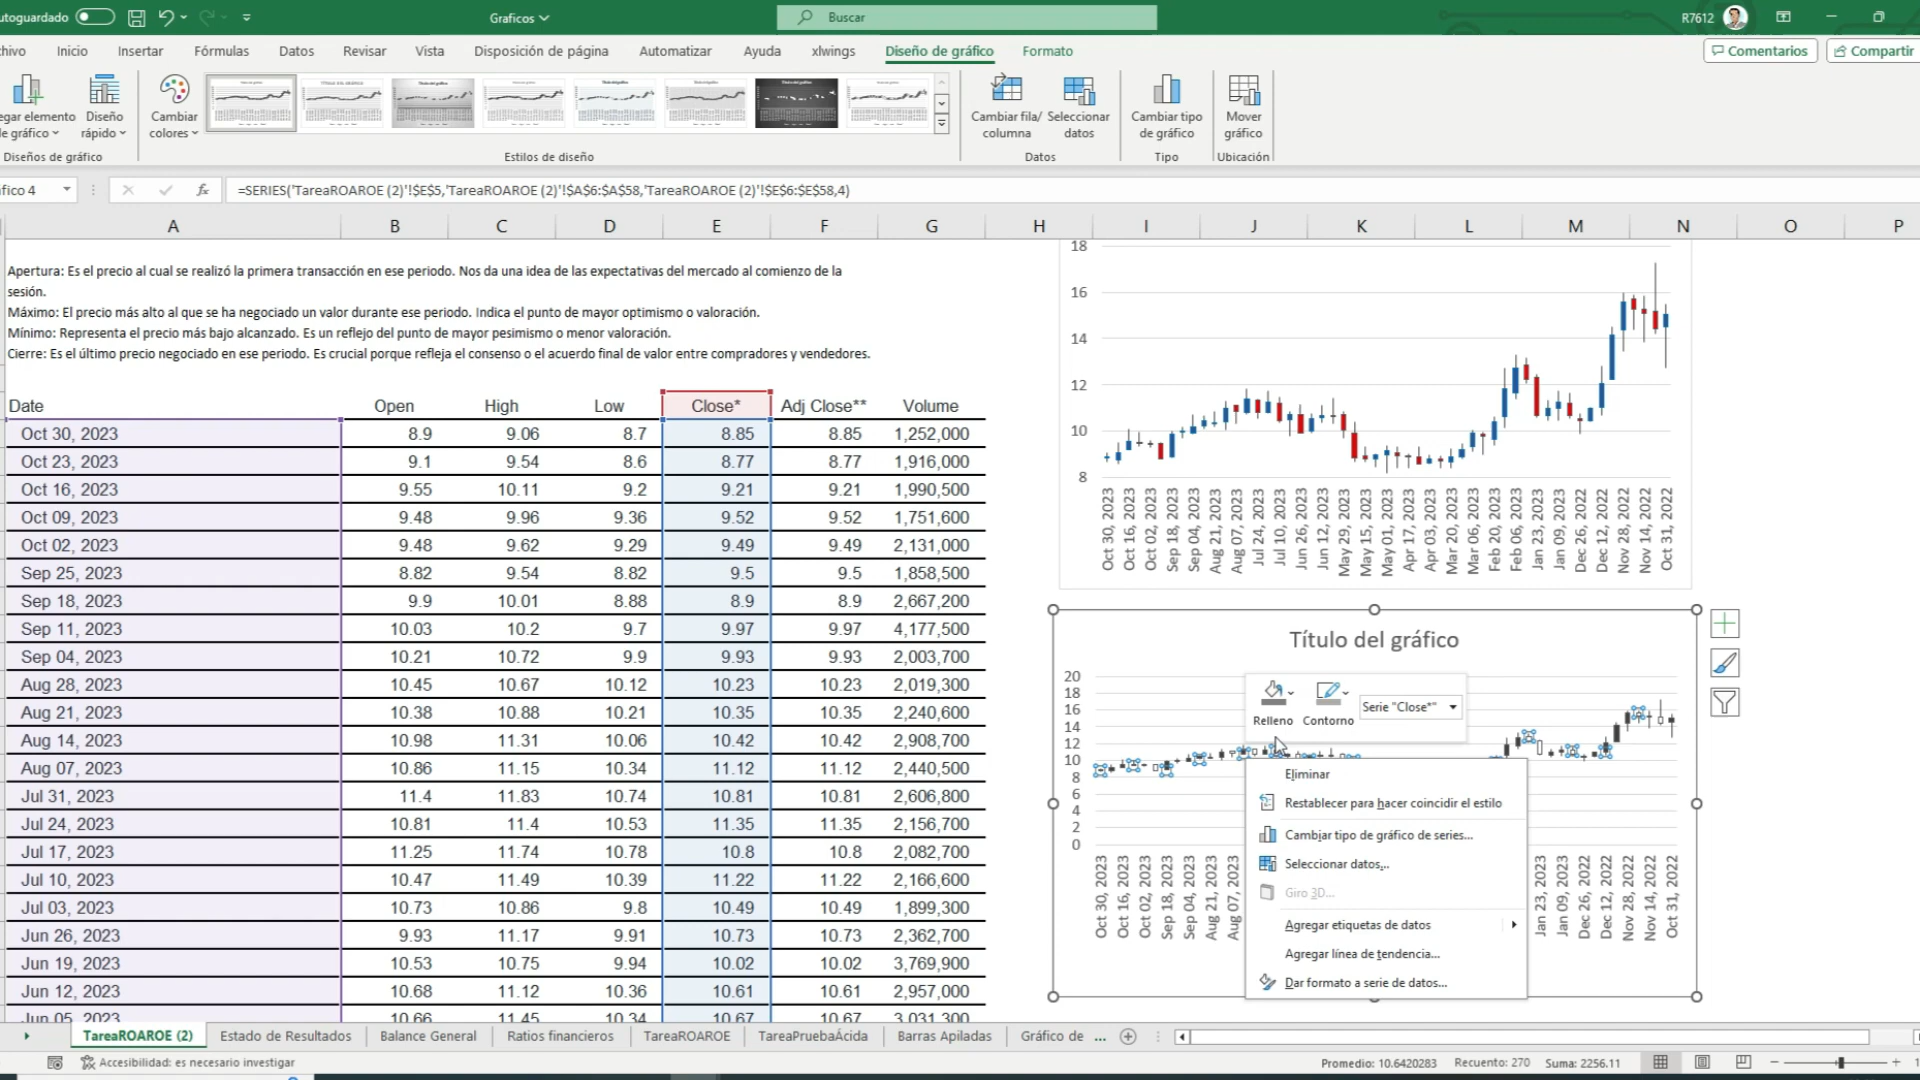 utoguardado
Graficos
Buscar
R7612
chivo Inicio Insertar Fórmulas Datos Revisar Vista Disposición de página Automatizar Ayuda xlwings Diseño de gráfico Formato
Comentarios
Compartir
egar elemento
de gráfico
Diseño
rápido
Cambiar
colores
Cambiar fila/
columna
Seleccionar
datos
Cambiar tipo
de gráfico
Mover
gráfico
Diseños de gráfico
Estilos de diseño
Datos
Tipo
Ubicación
fico 4
fx
=SERIES('TareaROAROE (2)'!$E$5,'TareaROAROE (2)'!$A$6:$A$58,'TareaROAROE (2)'!$E$6:$E$58,4)
A B C D E F G H I J K L M N O P
Apertura: Es el precio al cual se realizó la primera transacción en ese periodo. Nos da una idea de las expectativas del mercado al comienzo de la
sesión.
Máximo: El precio más alto al que se ha negociado un valor durante ese periodo. Indica el punto de mayor optimismo o valoración.
Mínimo: Representa el precio más bajo alcanzado. Es un reflejo del punto de mayor pesimismo o menor valoración.
Cierre: Es el último precio negociado en ese periodo. Es crucial porque refleja el consenso o el acuerdo final de valor entre compradores y vendedores.
Date Open High Low Close* Adj Close** Volume
Oct 30, 2023 8.9 9.06 8.7 8.85 8.85 1,252,000
Oct 23, 2023 9.1 9.54 8.6 8.77 8.77 1,916,000
Oct 16, 2023 9.55 10.11 9.2 9.21 9.21 1,990,500
Oct 09, 2023 9.48 9.96 9.36 9.52 9.52 1,751,600
Oct 02, 2023 9.48 9.62 9.29 9.49 9.49 2,131,000
Sep 25, 2023 8.82 9.54 8.82 9.5 9.5 1,858,500
Sep 18, 2023 9.9 10.01 8.88 8.9 8.9 2,667,200
Sep 11, 2023 10.03 10.2 9.7 9.97 9.97 4,177,500
Sep 04, 2023 10.21 10.72 9.9 9.93 9.93 2,003,700
Aug 28, 2023 10.45 10.67 10.12 10.23 10.23 2,019,300
Aug 21, 2023 10.38 10.88 10.21 10.35 10.35 2,240,600
Aug 14, 2023 10.98 11.31 10.06 10.42 10.42 2,908,700
Aug 07, 2023 10.86 11.15 10.34 11.12 11.12 2,440,500
Jul 31, 2023 11.4 11.83 10.74 10.81 10.81 2,606,800
Jul 24, 2023 10.81 11.4 10.53 11.35 11.35 2,156,700
Jul 17, 2023 11.25 11.74 10.78 10.8 10.8 2,082,700
Jul 10, 2023 10.47 11.49 10.39 11.22 11.22 2,166,600
Jul 03, 2023 10.73 10.86 9.8 10.49 10.49 1,899,300
Jun 26, 2023 9.93 11.17 9.91 10.73 10.73 2,362,700
Jun 19, 2023 10.53 10.75 9.94 10.02 10.02 3,769,900
Jun 12, 2023 10.68 11.12 10.36 10.61 10.61 2,957,000
Jun 05, 2023 10.66 11.45 10.34 10.67 10.67 3,031,300
18
16
14
12
10
8
Oct 30, 2023
Oct 16, 2023
Oct 02, 2023
Sep 18, 2023
Sep 04, 2023
Aug 21, 2023
Aug 07, 2023
Jul 24, 2023
Jul 10, 2023
Jun 26, 2023
Jun 12, 2023
May 29, 2023
May 15, 2023
May 01, 2023
Apr 17, 2023
Apr 03, 2023
Mar 20, 2023
Mar 06, 2023
Feb 20, 2023
Feb 06, 2023
Jan 23, 2023
Jan 09, 2023
Dec 26, 2022
Dec 12, 2022
Nov 28, 2022
Nov 14, 2022
Oct 31, 2022
Título del gráfico
20
18
16
14
12
10
8
6
4
2
0
Oct 30, 2023
Oct 16, 2023
Oct 02, 2023
Sep 18, 2023
Sep 04, 2023
Aug 21, 2023
Aug 07, 2023
Jan 23, 2023
Jan 09, 2023
Dec 26, 2022
Dec 12, 2022
Nov 28, 2022
Nov 14, 2022
Oct 31, 2022
Relleno
Contorno
Serie "Close*"
Eliminar
Restablecer para hacer coincidir el estilo
Cambiar tipo de gráfico de series...
Seleccionar datos...
Giro 3D...
Agregar etiquetas de datos
Agregar línea de tendencia...
Dar formato a serie de datos...
TareaROAROE (2) Estado de Resultados Balance General Ratios financieros TareaROAROE TareaPruebaÁcida Barras Apiladas Gráfico de ...
Accesibilidad: es necesario investigar
Promedio: 10.6420283 Recuento: 270 Suma: 2256.11